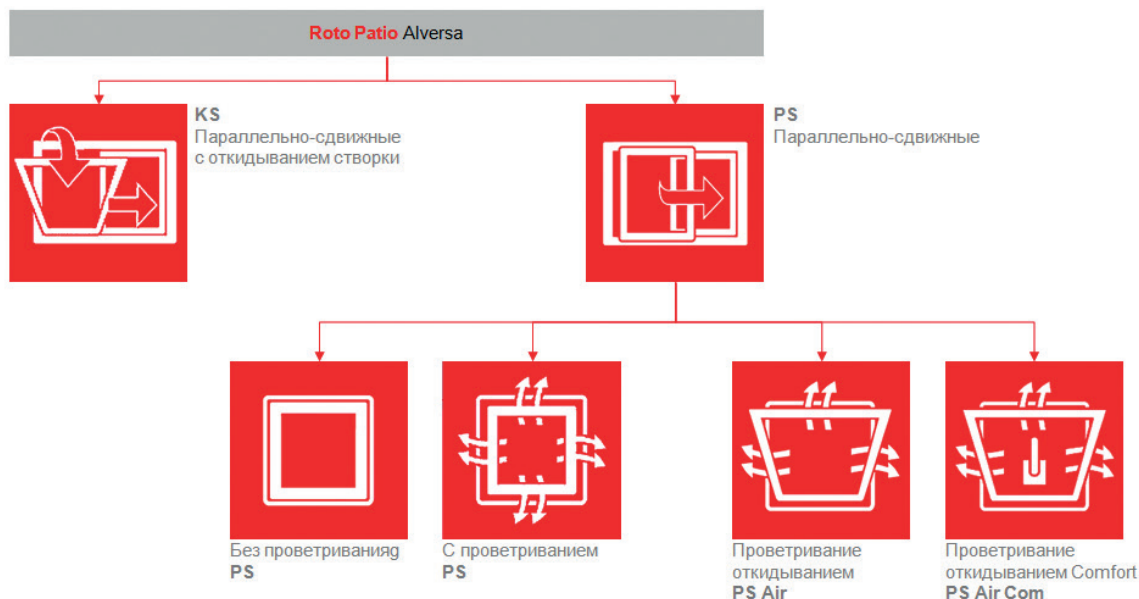 Roto Patio Alversa
KS
Параллельно-сдвижные
с откидыванием створки
PS
Параллельно-сдвижные
Без проветриванияg
PS
С проветриванием
PS
Проветривание
откидыванием
PS Air
Проветривание
откидыванием Comfort
PS Air Com